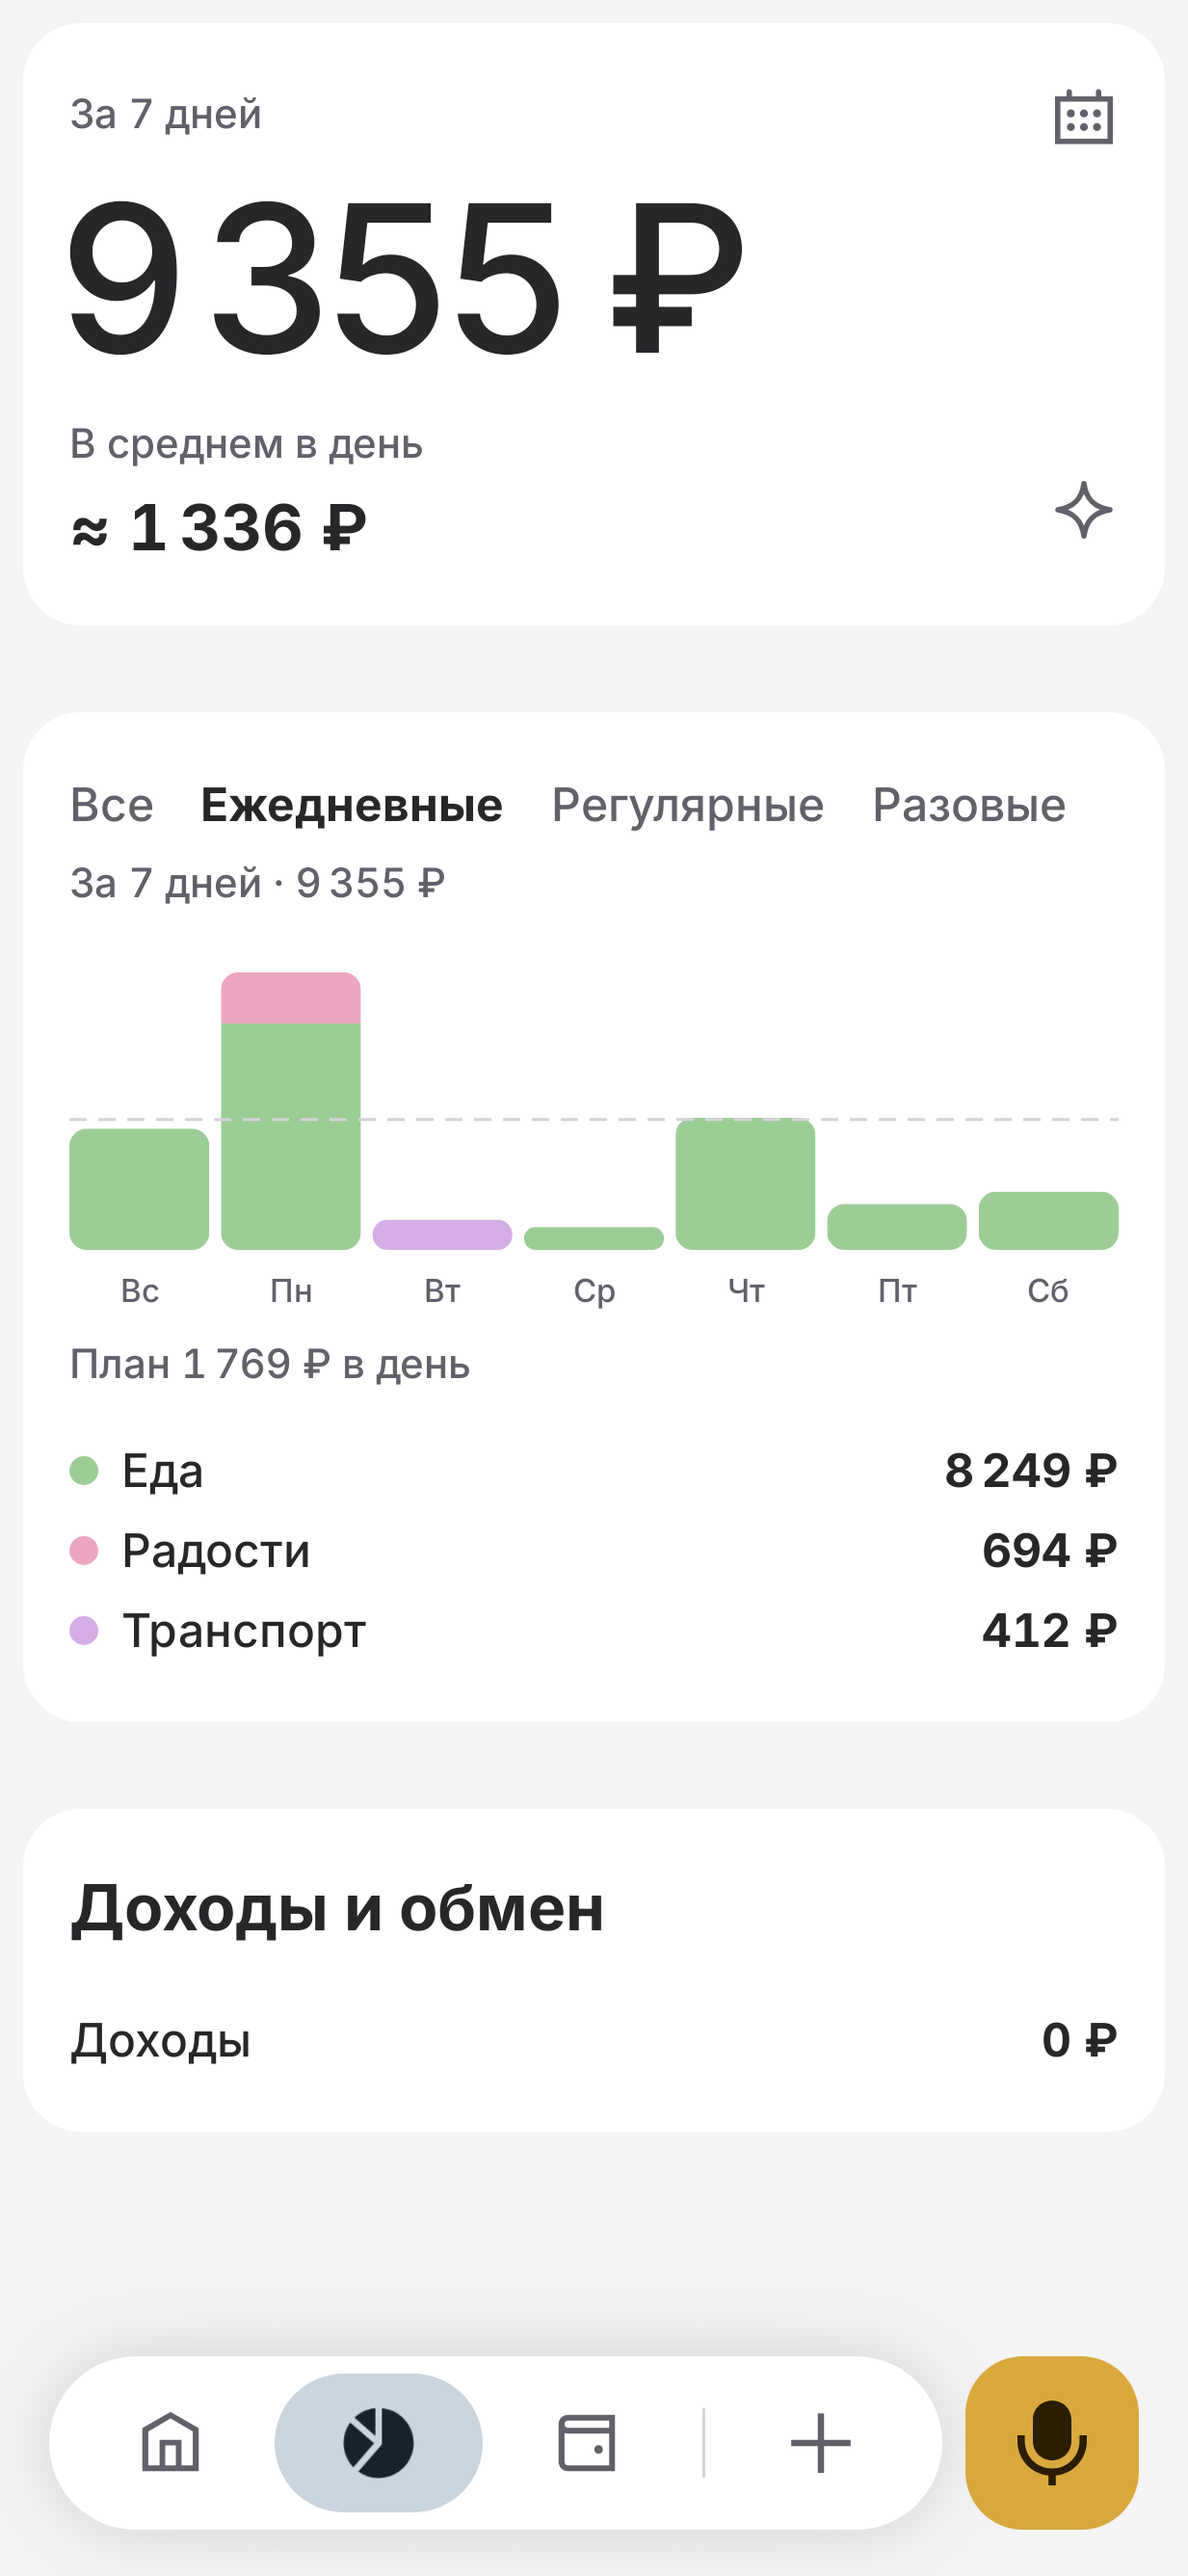 За 7 дней
9 355 ₽
В среднем в день
≈ 1 336 ₽
Все Ежедневные Регулярные Разовые
За 7 дней · 9 355 ₽
Вс Пн Вт Ср Чт Пт Сб
План 1 769 ₽ в день
Еда 8 249 ₽
Радости 694 ₽
Транспорт 412 ₽
Доходы и обмен
Доходы 0 ₽